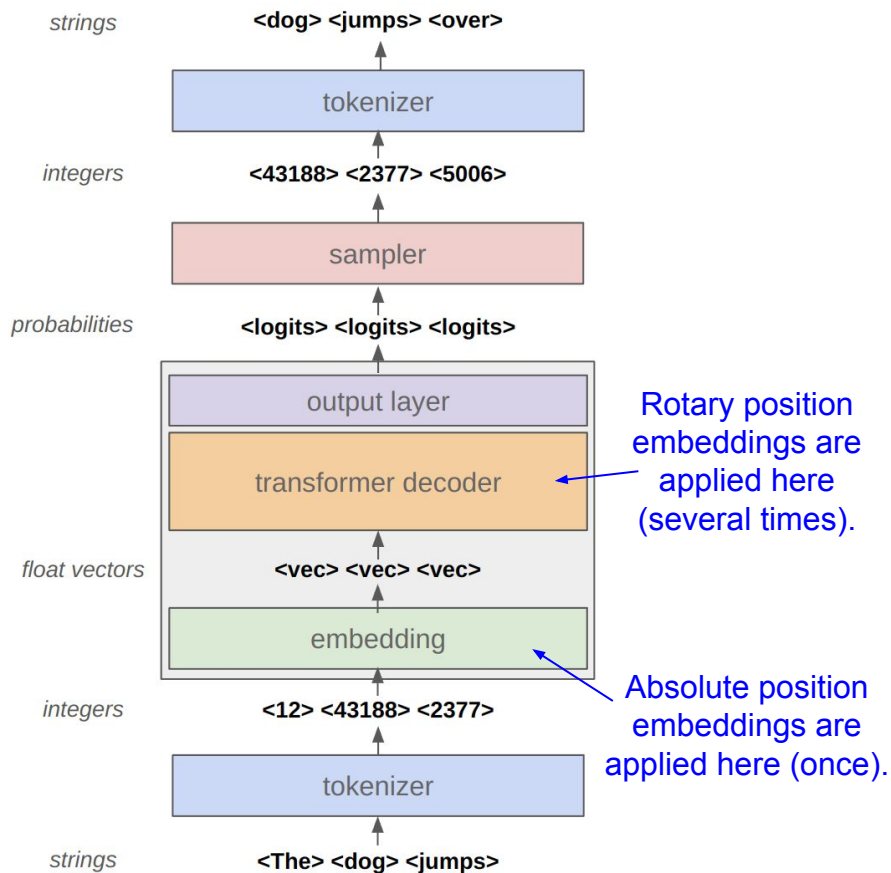 strings <dog> <jumps> <over>
tokenizer
integers <43188> <2377> <5006>
sampler
probabilities <logits> <logits> <logits>
output layer
transformer decoder
Rotary position
embeddings are
applied here
(several times).
float vectors <vec> <vec> <vec>
embedding
Absolute position
embeddings are
applied here (once).
integers <12> <43188> <2377>
tokenizer
strings <The> <dog> <jumps>